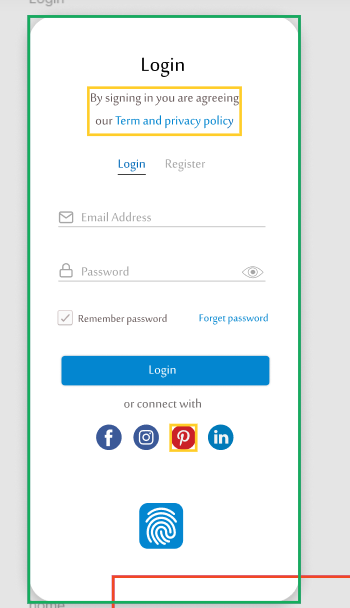 Login
Login
By signing in you are agreeing
our Term and privacy policy
Login Register
Email Address
Password
Remember password Forget password
Login
or connect with
f in
home